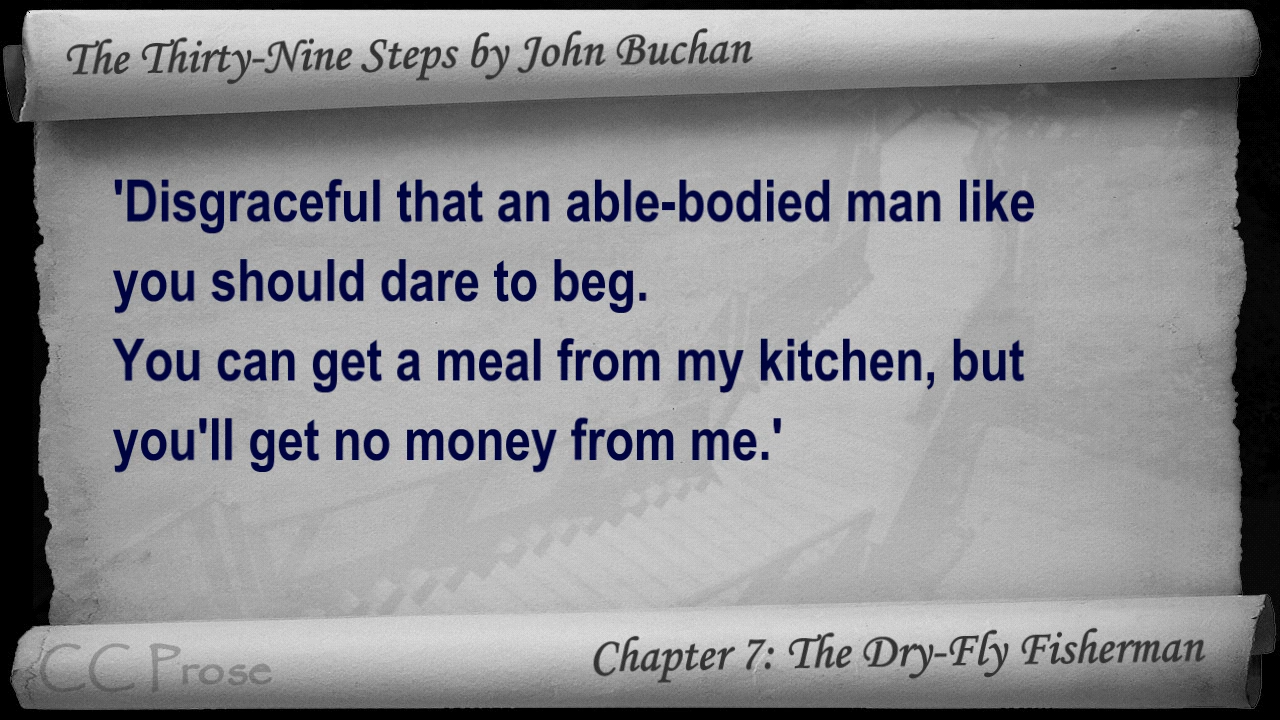 The Thirty-Nine Steps by John Buchan
'Disgraceful that an able-bodied man like
you should dare to beg.
You can get a meal from my kitchen, but
you'll get no money from me.'
CC Prose
Chapter 7: The Dry-Fly Fisherman